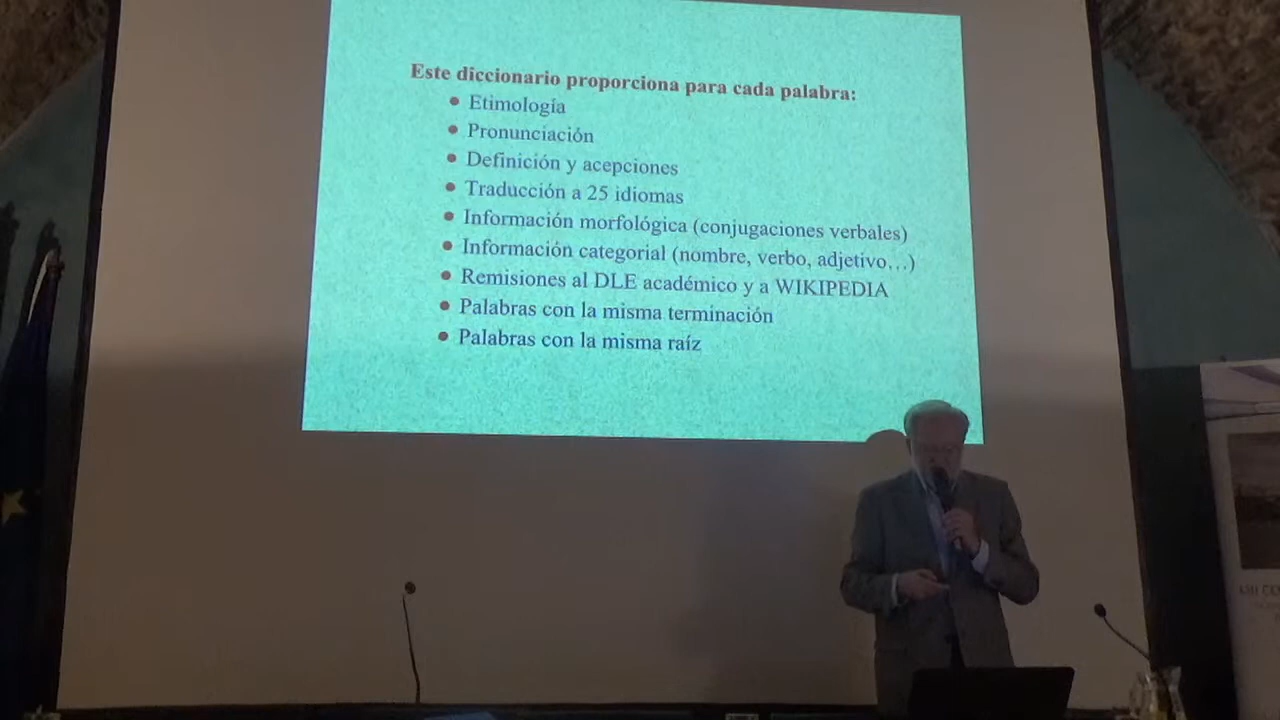 Este diccionario proporciona para cada palabra:
• Etimología
• Pronunciación
• Definición y acepciones
• Traducción a 25 idiomas
• Información morfológica (conjugaciones verbales)
• Información categorial (nombre, verbo, adjetivo…)
• Remisiones al DLE académico y a WIKIPEDIA
• Palabras con la misma terminación
• Palabras con la misma raíz